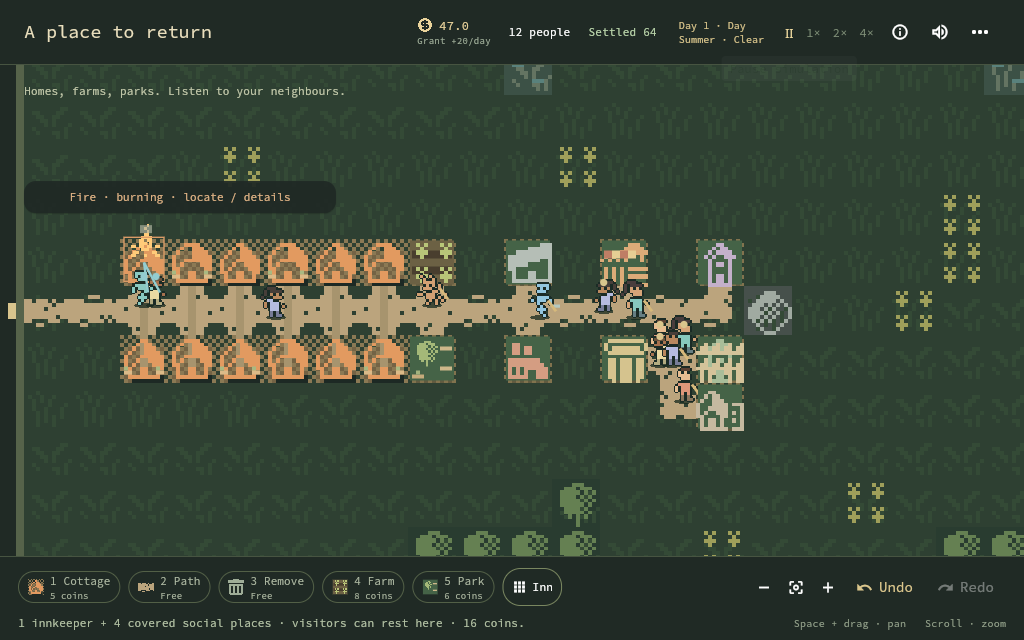 A place to return
$ 47.0
Grant +20/day
12 people
Settled 64
Day 1 · Day
Summer · Clear
1× 2× 4×
Homes, farms, parks. Listen to your neighbours.
Fire · burning · locate / details
1 Cottage
5 coins
2 Path
Free
3 Remove
Free
4 Farm
8 coins
5 Park
6 coins
Inn
Undo
Redo
1 innkeeper + 4 covered social places · visitors can rest here · 16 coins.
Space + drag · pan
Scroll · zoom